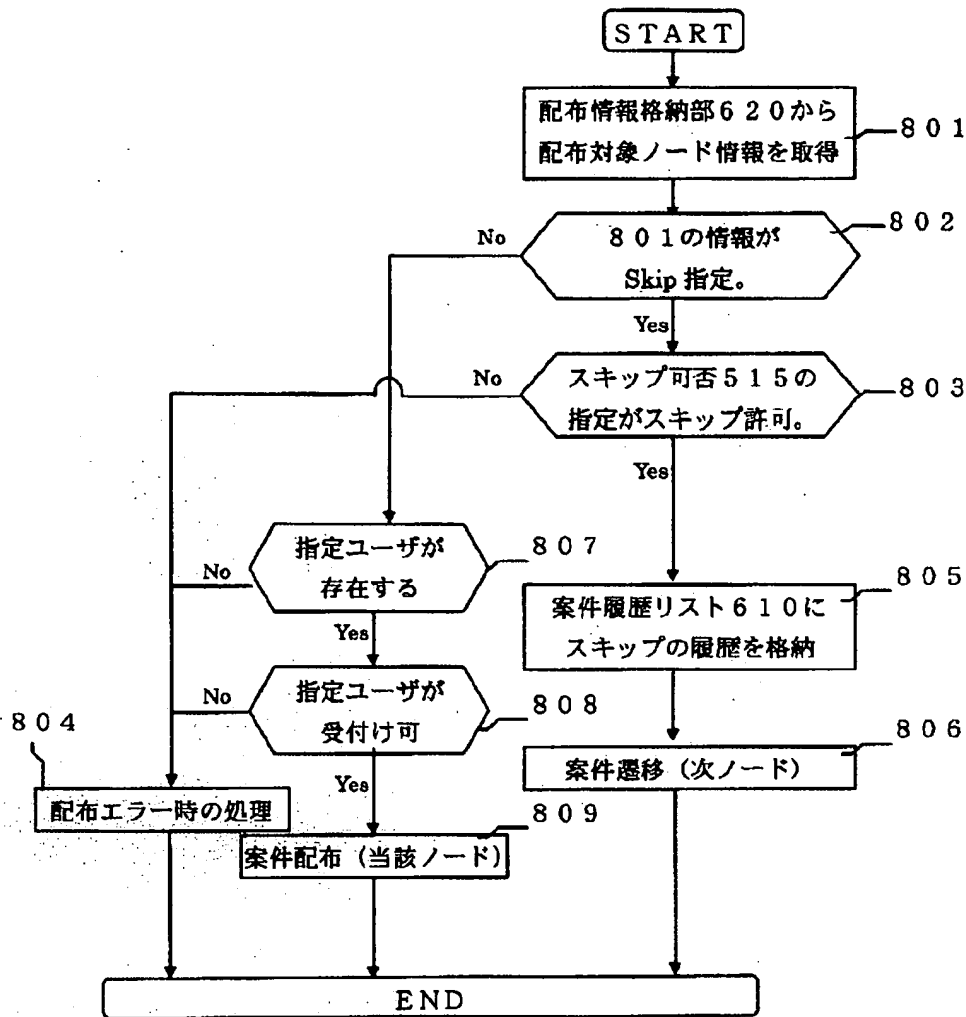 START
配布情報格納部620から
配布対象ノード情報を取得
801
801の情報が
Skip 指定。
802
No
Yes
スキップ可否515の
指定がスキップ許可。
803
No
Yes
指定ユーザが
存在する
807
No
Yes
案件履歴リスト610に
スキップの履歴を格納
805
指定ユーザが
受付け可
808
No
Yes
804
配布エラー時の処理
案件遷移（次ノード）
806
809
案件配布（当該ノード）
END